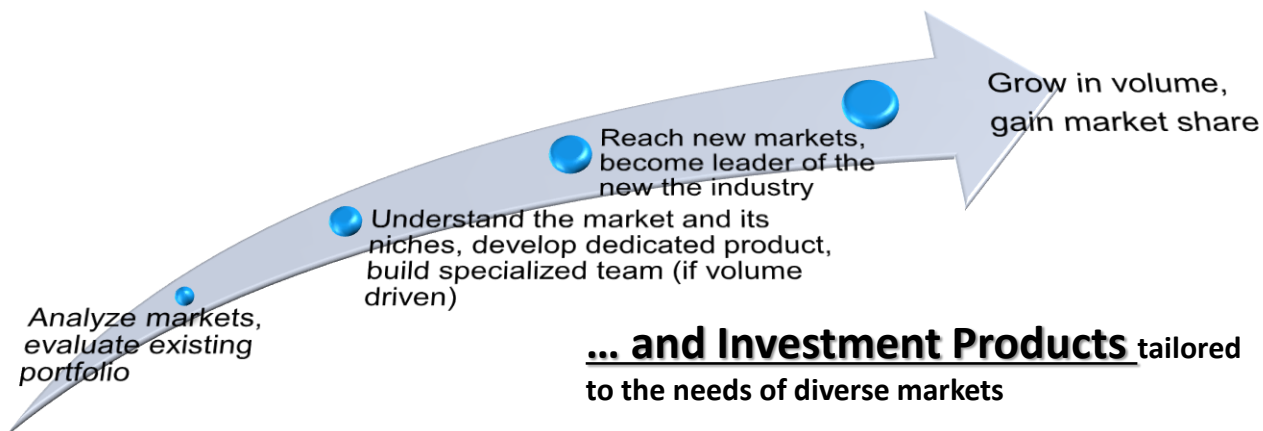 Grow in volume,
gain market share
Reach new markets,
become leader of the
new the industry
Understand the market and its
niches, develop dedicated product,
build specialized team (if volume
driven)
Analyze markets,
evaluate existing
portfolio
... and Investment Products tailored
to the needs of diverse markets